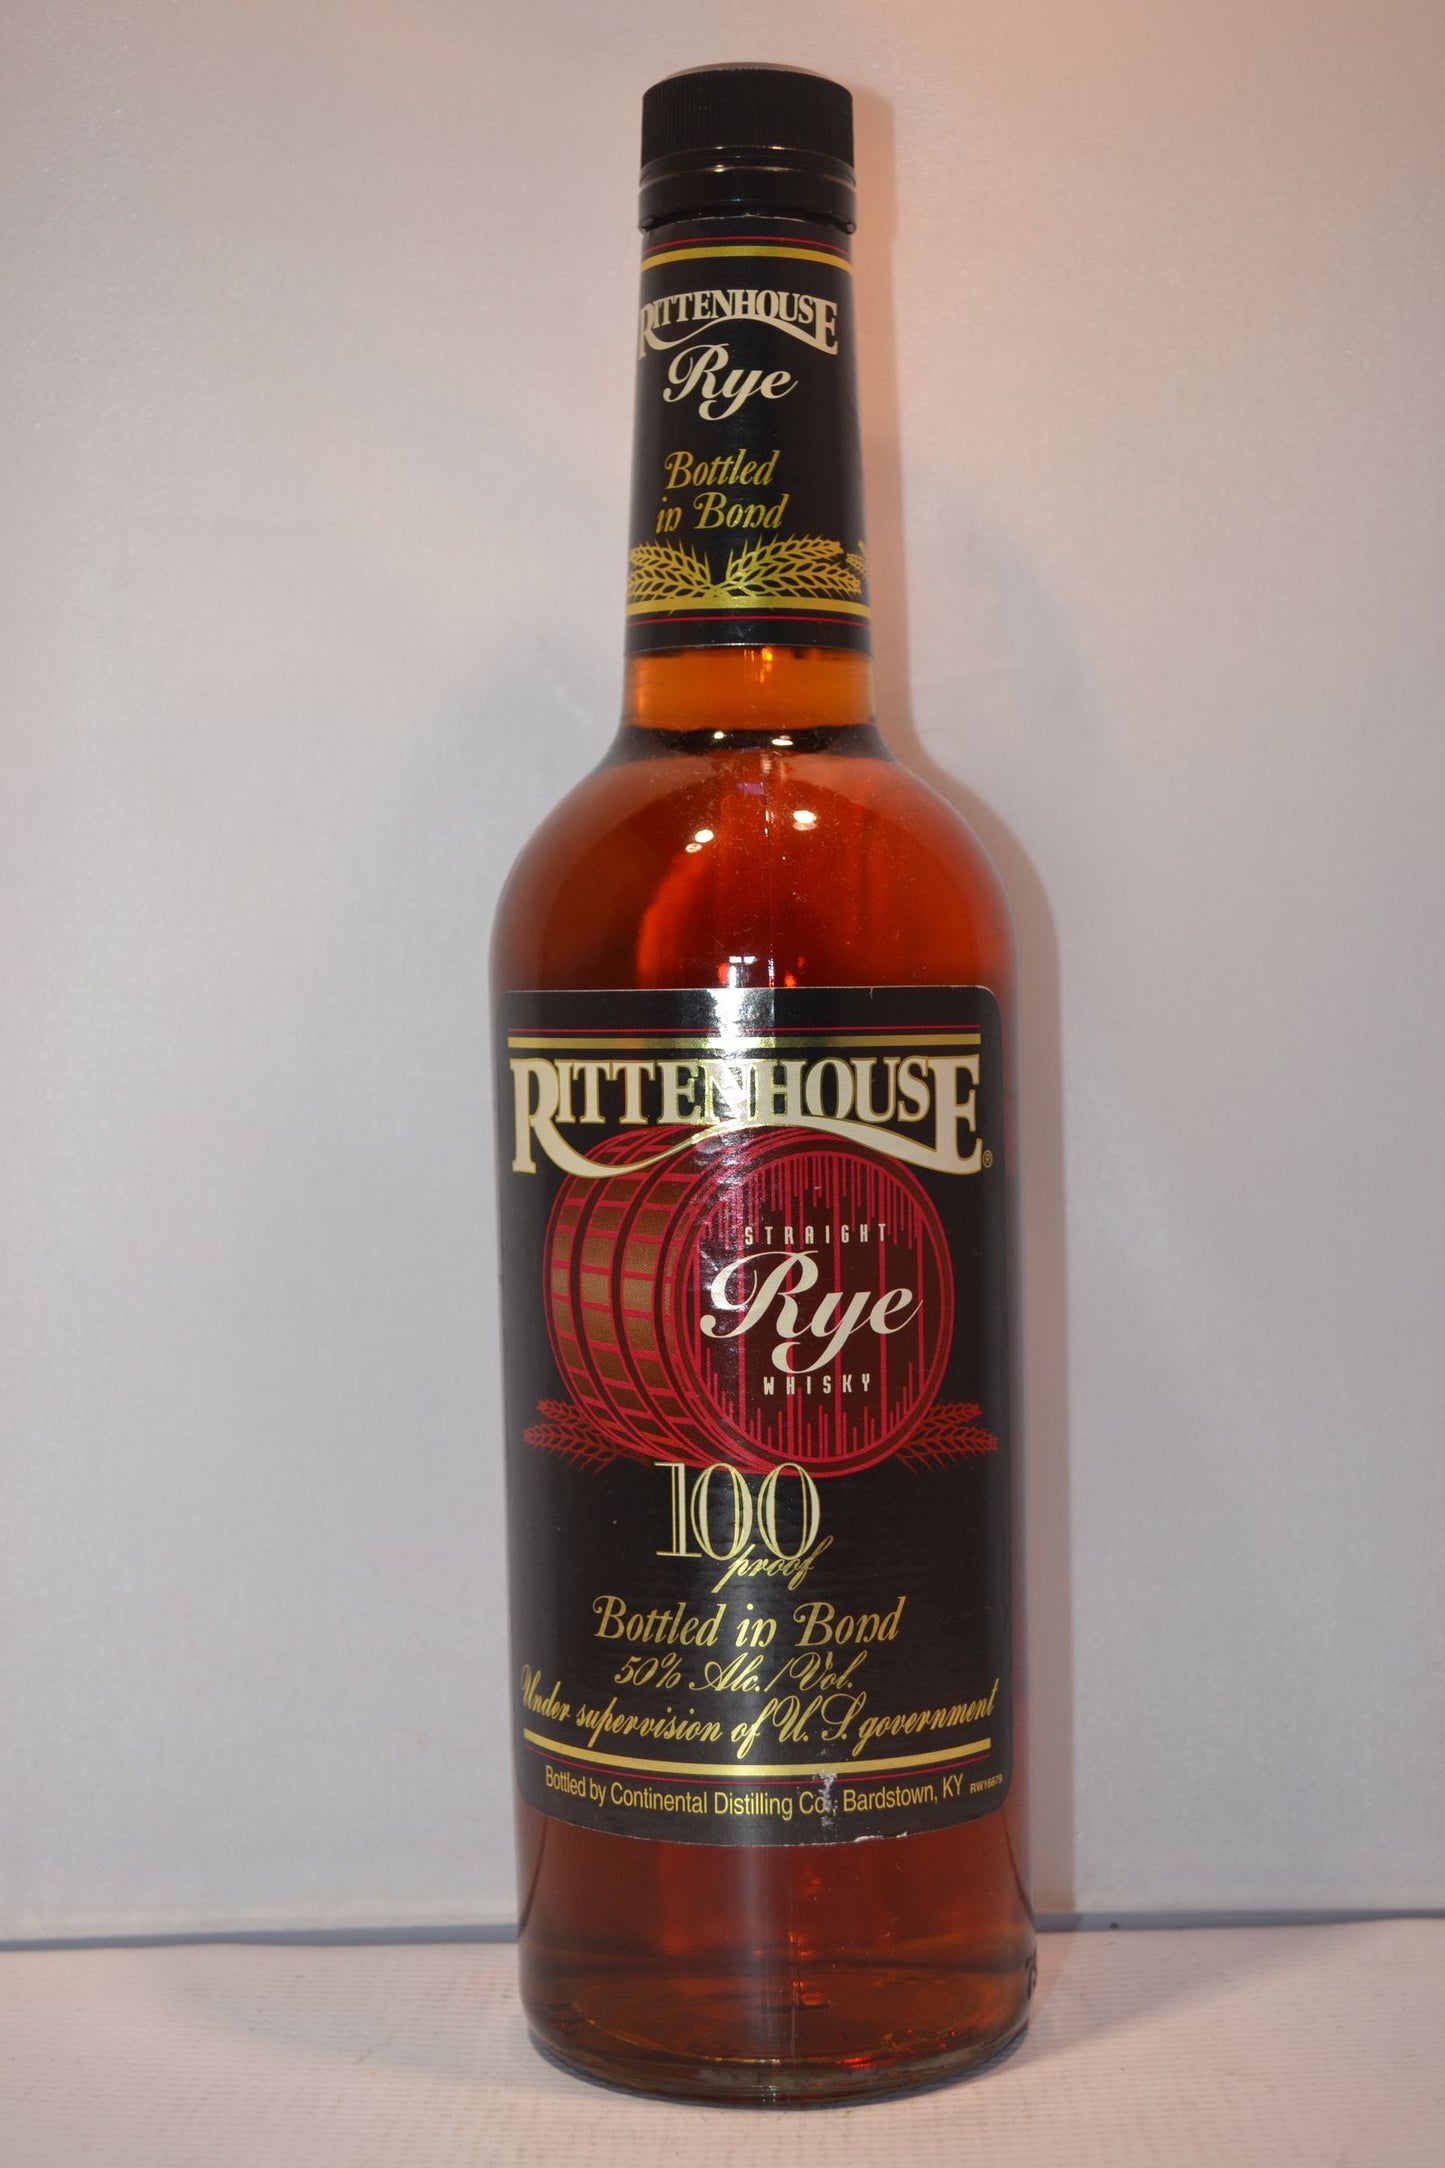 RITTENHOUSE
Rye
Bottled
in Bond
RITTENHOUSE®
STRAIGHT
Rye
WHISKY
100
proof
Bottled in Bond
50% Alc./Vol.
Under supervision of U. S. government
Bottled by Continental Distilling Co., Bardstown, KY RW16679